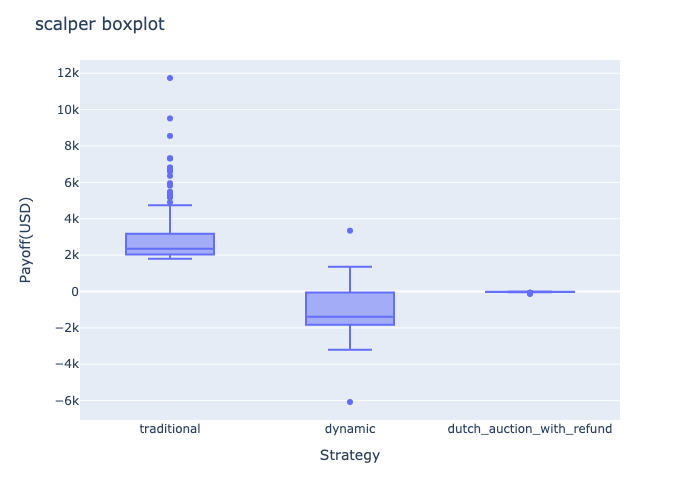 scalper boxplot
12k
10k
8k
6k
4k
2k
0
−2k
−4k
−6k
Payoff(USD)
traditional
dynamic
dutch_auction_with_refund
Strategy